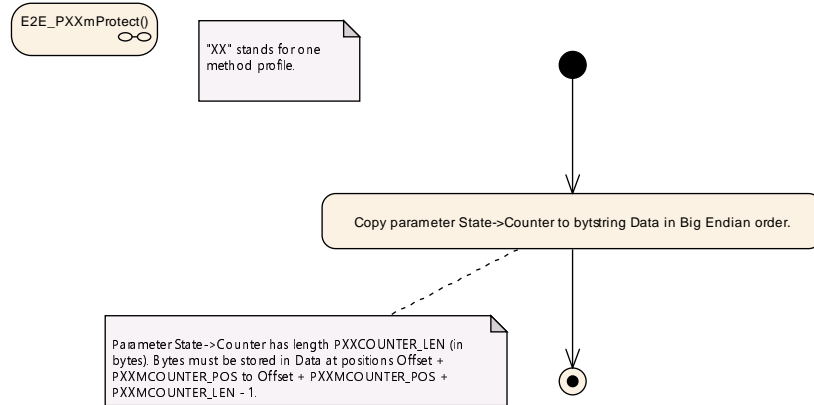 E2E_PXXmProtect()
"XX" stands for one
method profile.
Copy parameter State->Counter to bytstring Data in Big Endian order.
Parameter State->Counter has length PXXCOUNTER_LEN (in
bytes). Bytes must be stored in Data at positions Offset +
PXXMCOUNTER_POS to Offset + PXXMCOUNTER_POS +
PXXMCOUNTER_LEN - 1.